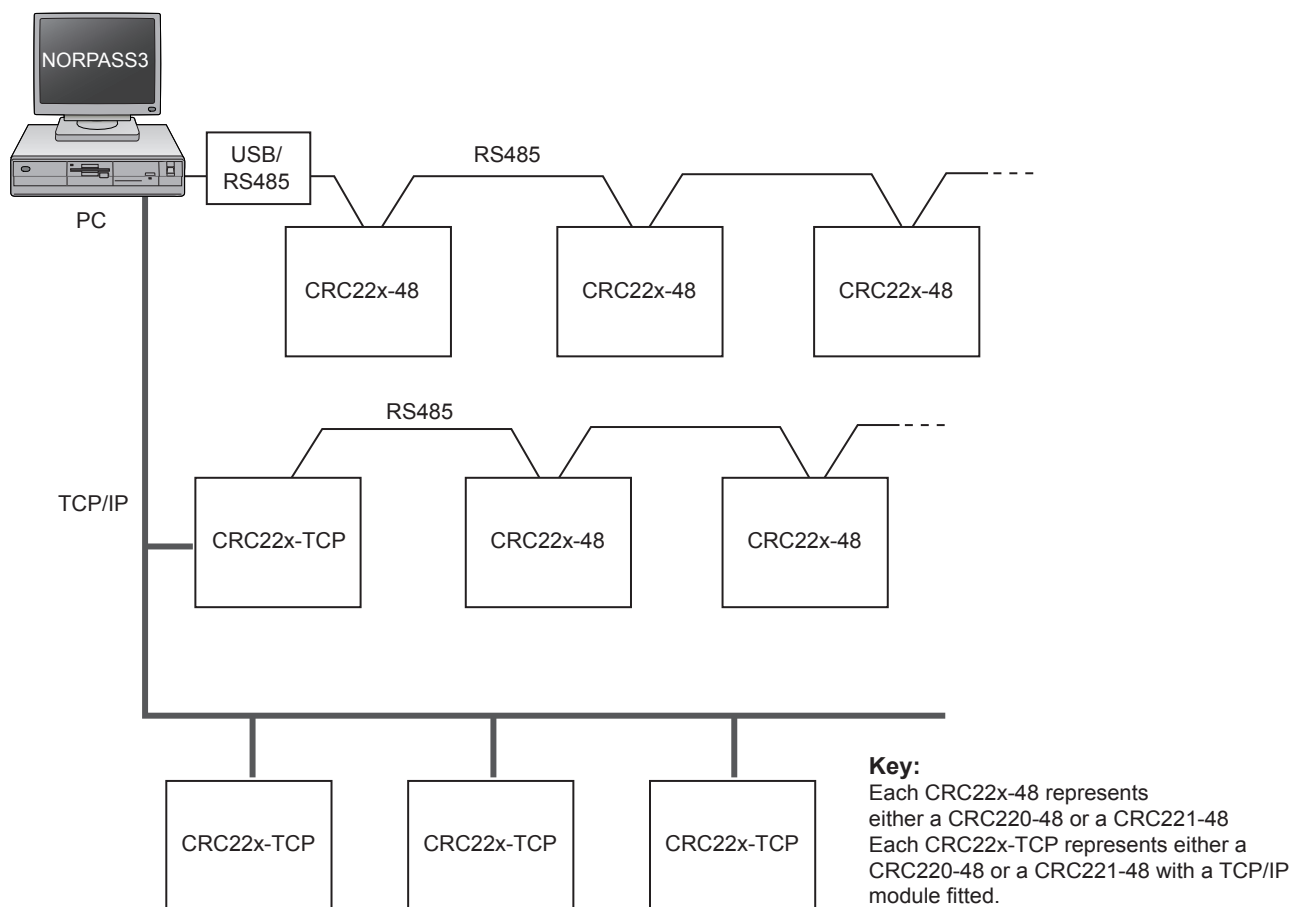 NORPASS3
USB/
RS485
RS485
PC
CRC22x-48
CRC22x-48
CRC22x-48
RS485
TCP/IP
CRC22x-TCP
CRC22x-48
CRC22x-48
CRC22x-TCP
CRC22x-TCP
CRC22x-TCP
Key:
Each CRC22x-48 represents
either a CRC220-48 or a CRC221-48
Each CRC22x-TCP represents either a
CRC220-48 or a CRC221-48 with a TCP/IP
module fitted.